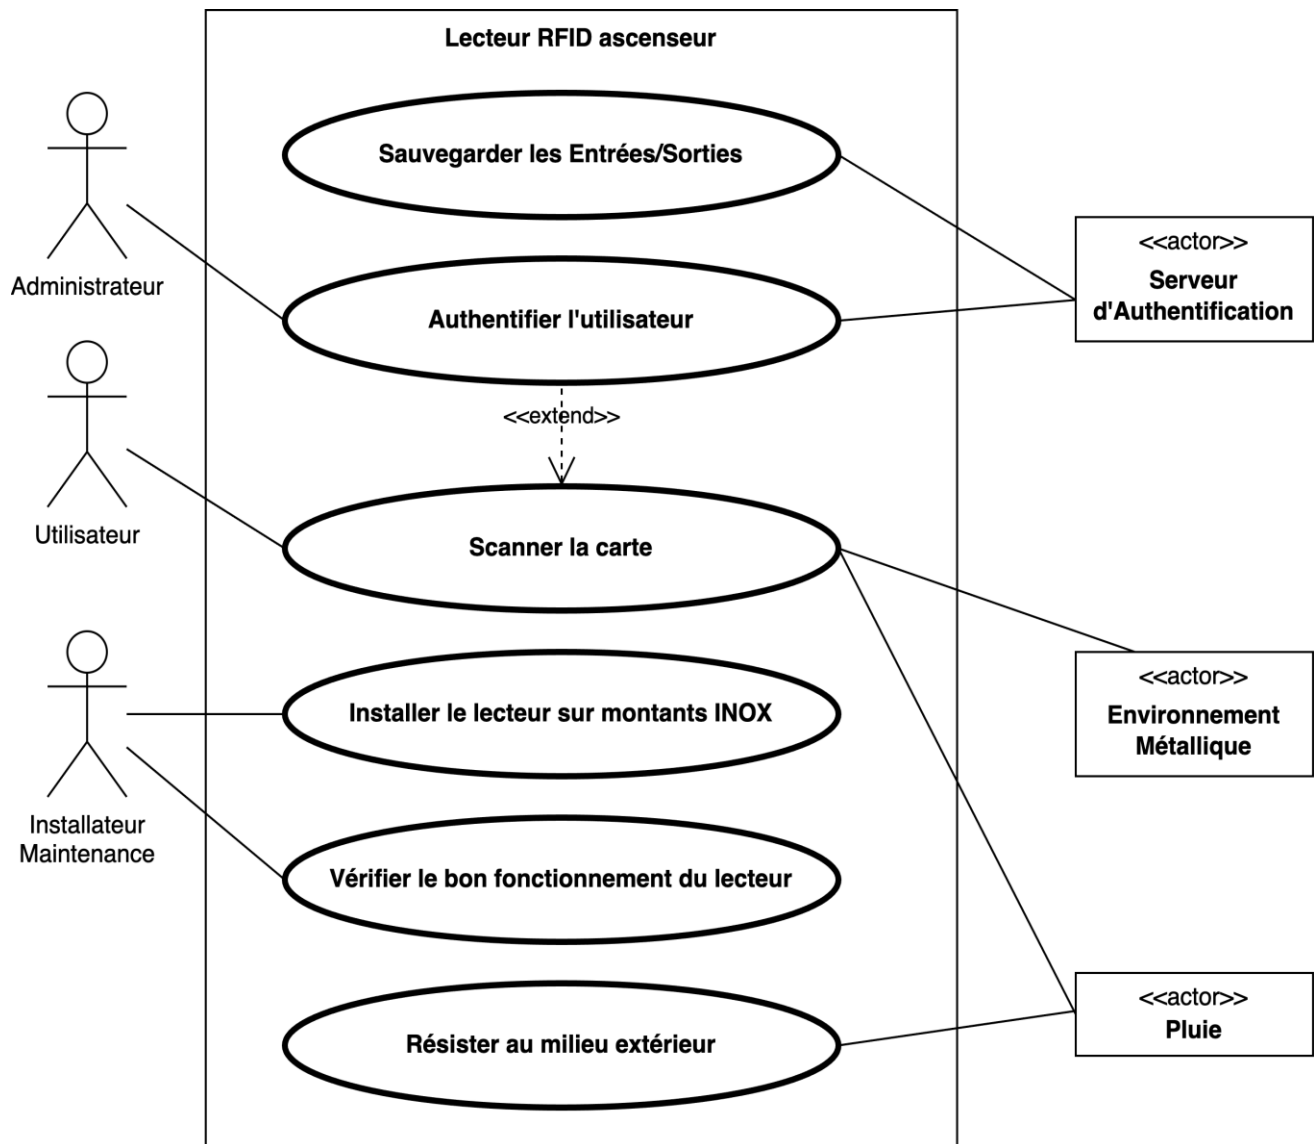 Lecteur RFID ascenseur
Sauvegarder les Entrées/Sorties
<<actor>>
Serveur
d'Authentification
Administrateur
Authentifier l'utilisateur
<<extend>>
Utilisateur
Scanner la carte
<<actor>>
Environnement
Métallique
Installer le lecteur sur montants INOX
Installateur
Maintenance
Vérifier le bon fonctionnement du lecteur
<<actor>>
Pluie
Résister au milieu extérieur